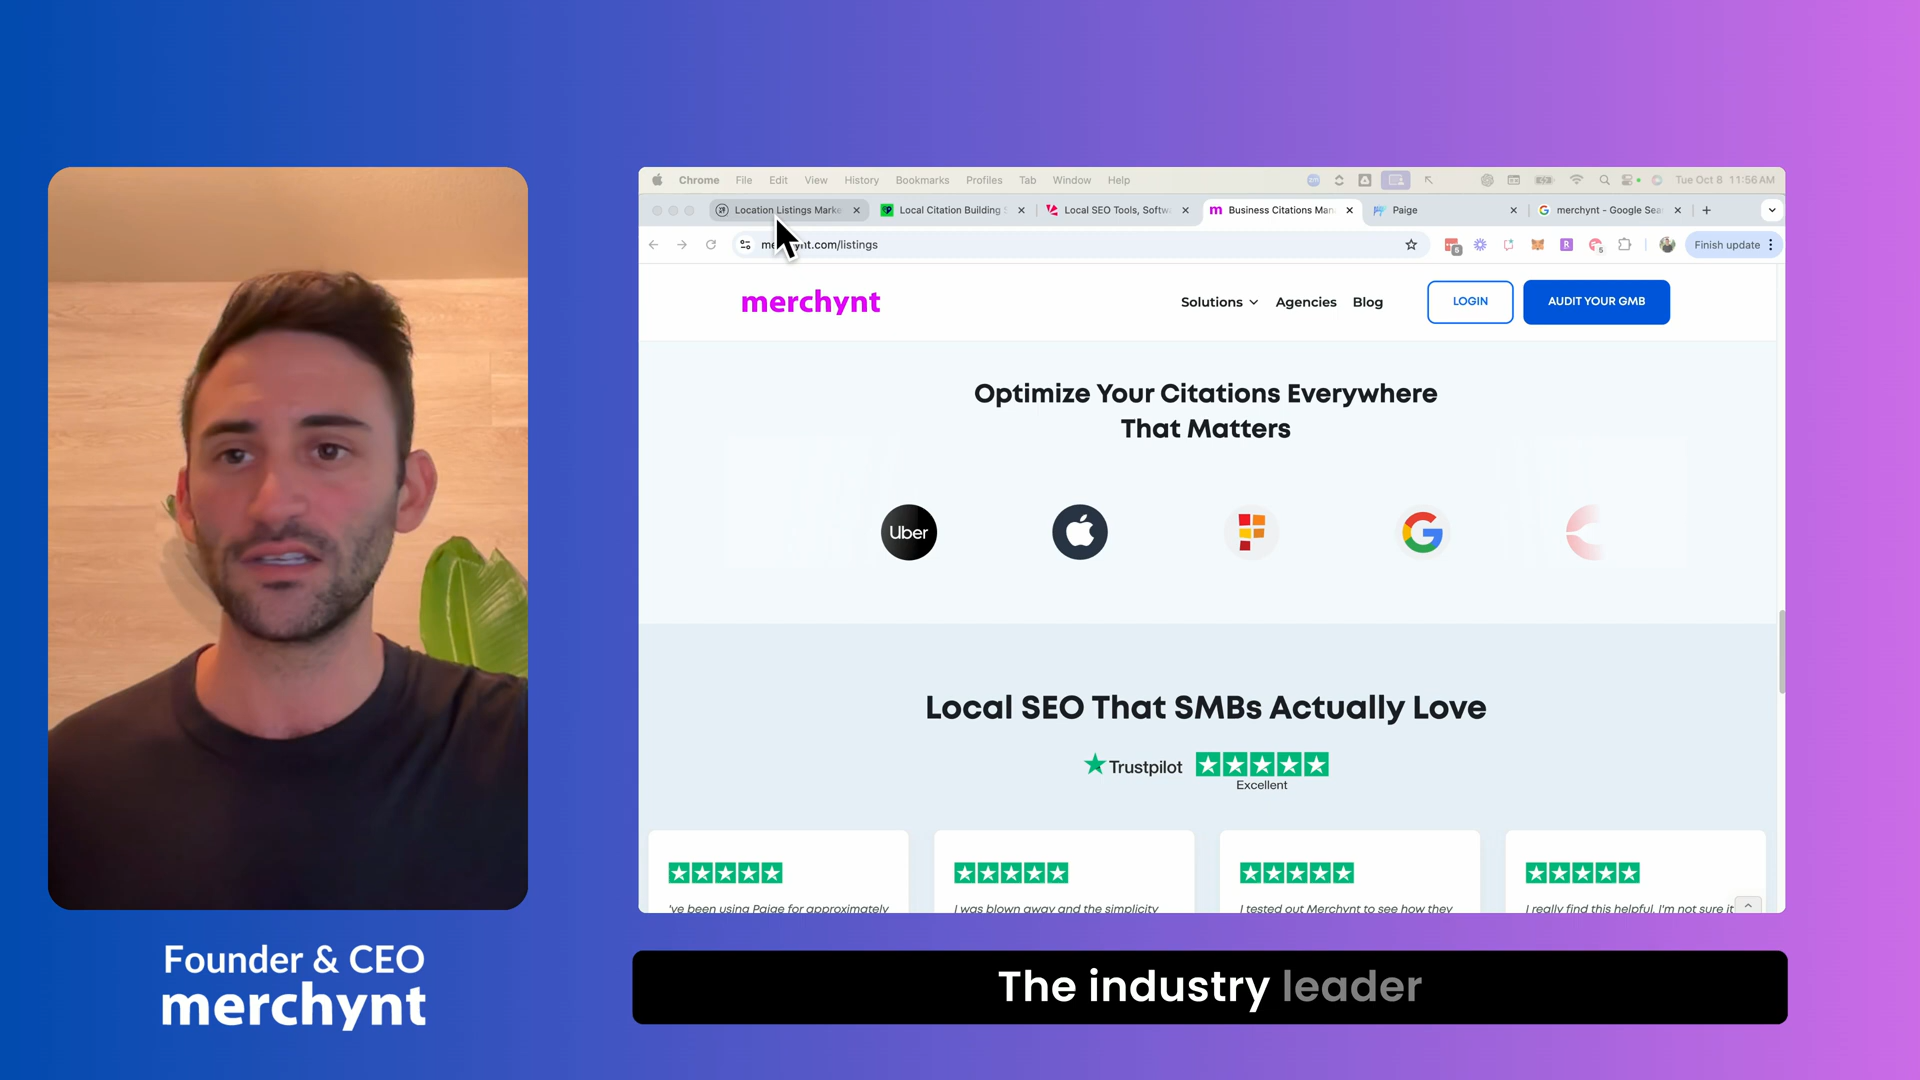 Chrome File Edit View History Bookmarks Profiles Tab Window Help Tue Oct 8 11:56 AM
Location Listings Marke
Local Citation Building
Local SEO Tools, Softw
Business Citations Man
Paige
merchynt - Google Sea
merchynt.com/listings
Finish update
merchynt
Solutions Agencies Blog
LOGIN
AUDIT YOUR GMB
Optimize Your Citations Everywhere
That Matters
Uber
Local SEO That SMBs Actually Love
Trustpilot
Excellent
've been using Paige for approximately
I was blown away and the simplicity
I tested out Merchynt to see how they
I really find this helpful. I'm not sure it
Founder & CEO
merchynt
The industry leader